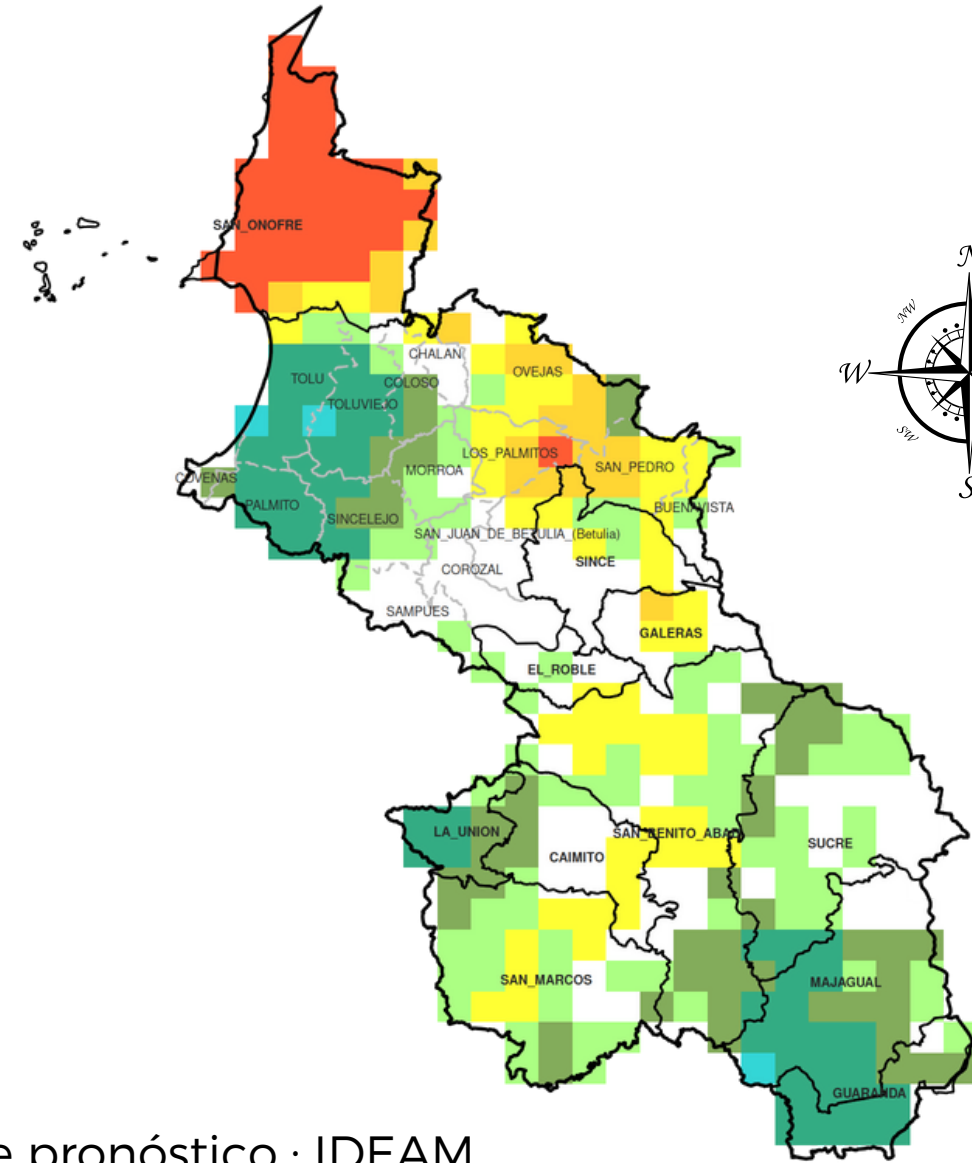 N
NW
SAN_ONOFRE
CHALAN
W
TOLU
COLOSO
OVEJAS
TOLUVIEJO
SW
LOS_PALMITOS
MORROA
SAN_PEDRO
COVENAS
S
PALMITO
SINCELEJO
BUENAVISTA
SAN_JUAN_DE_BETULIA_(Betulia)
SINCE
COROZAL
SAMPUES
GALERAS
EL_ROBLE
LA_UNION
SAN_BENITO_ABAD
SUCRE
CAIMITO
SAN_MARCOS
MAJAGUAL
GUARANDA
e pronóstico · IDEAM